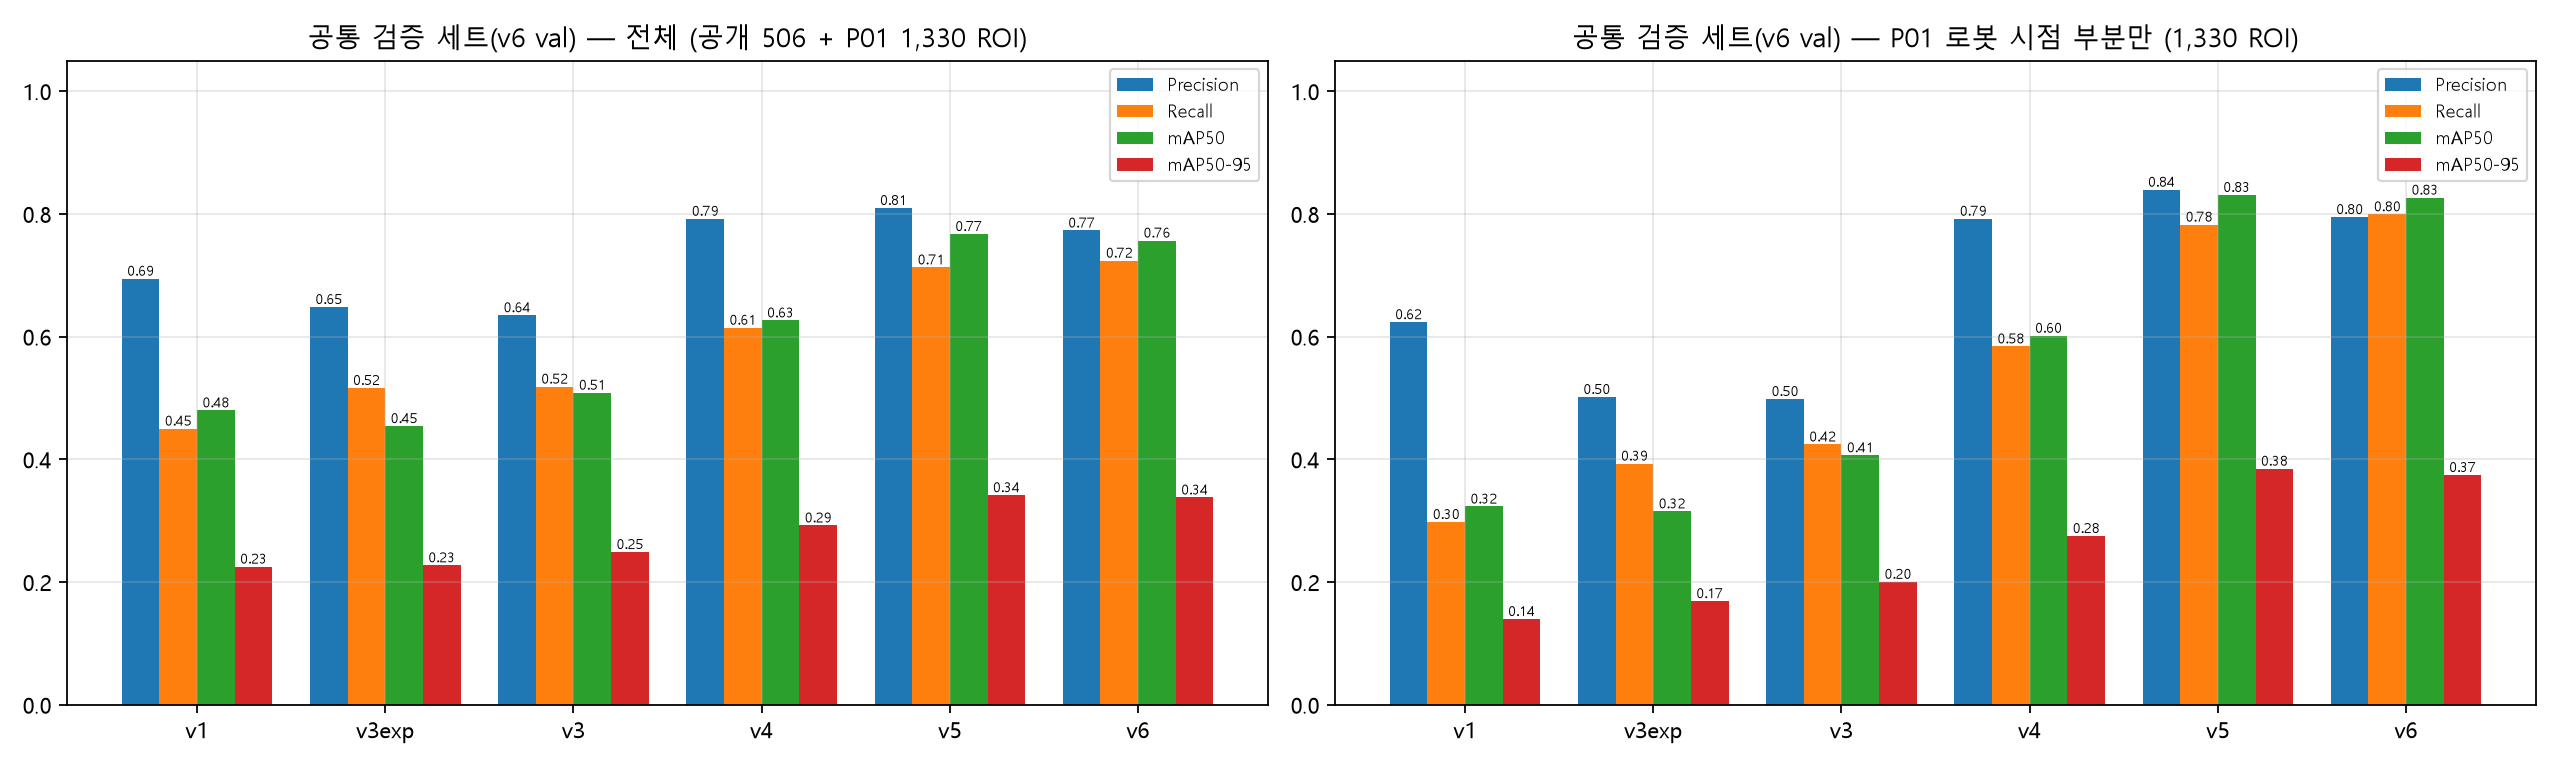 공통 검증 세트(v6 val) — 전체 (공개 506 + P01 1,330 ROI)
1.0
0.8
0.6
0.4
0.2
0.0
Precision
Recall
mAP50
mAP50-95
0.69
0.45
0.48
0.23
0.65
0.52
0.45
0.23
0.64
0.52
0.51
0.25
0.79
0.61
0.63
0.29
0.81
0.71
0.77
0.34
0.77
0.72
0.76
0.34
v1
v3exp
v3
v4
v5
v6
공통 검증 세트(v6 val) — P01 로봇 시점 부분만 (1,330 ROI)
1.0
0.8
0.6
0.4
0.2
0.0
Precision
Recall
mAP50
mAP50-95
0.62
0.30
0.32
0.14
0.50
0.39
0.32
0.17
0.50
0.42
0.41
0.20
0.79
0.58
0.60
0.28
0.84
0.78
0.83
0.38
0.80
0.80
0.83
0.37
v1
v3exp
v3
v4
v5
v6